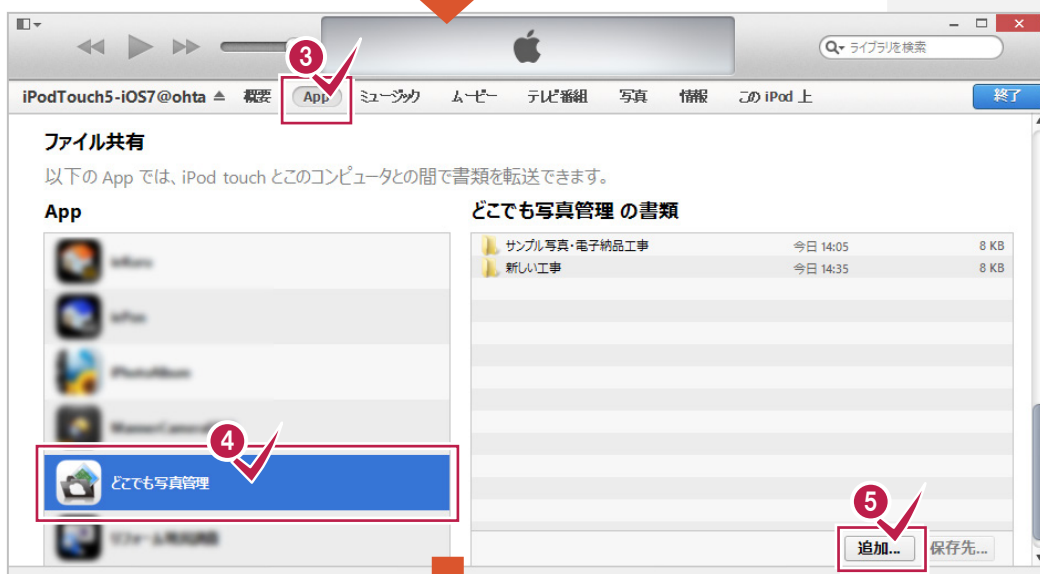 ライブラリを検索
3
iPodTouch5-iOS7@ohta 概要 App ミュージック ムービー テレビ番組 写真 情報 この iPod 上 終了
ファイル共有
以下の App では、iPod touch とこのコンピュータとの間で書類を転送できます。
App
どこでも写真管理 の書類
サンプル写真・電子納品工事 今日 14:05 8 KB
新しい工事 今日 14:35 8 KB
4
どこでも写真管理
5
追加... 保存先...